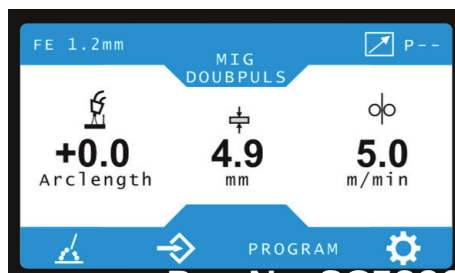 FE 1.2mm
MIG
DOUBPULS
P--
+0.0
4.9
5.0
Arclength
mm
m/min
PROGRAM